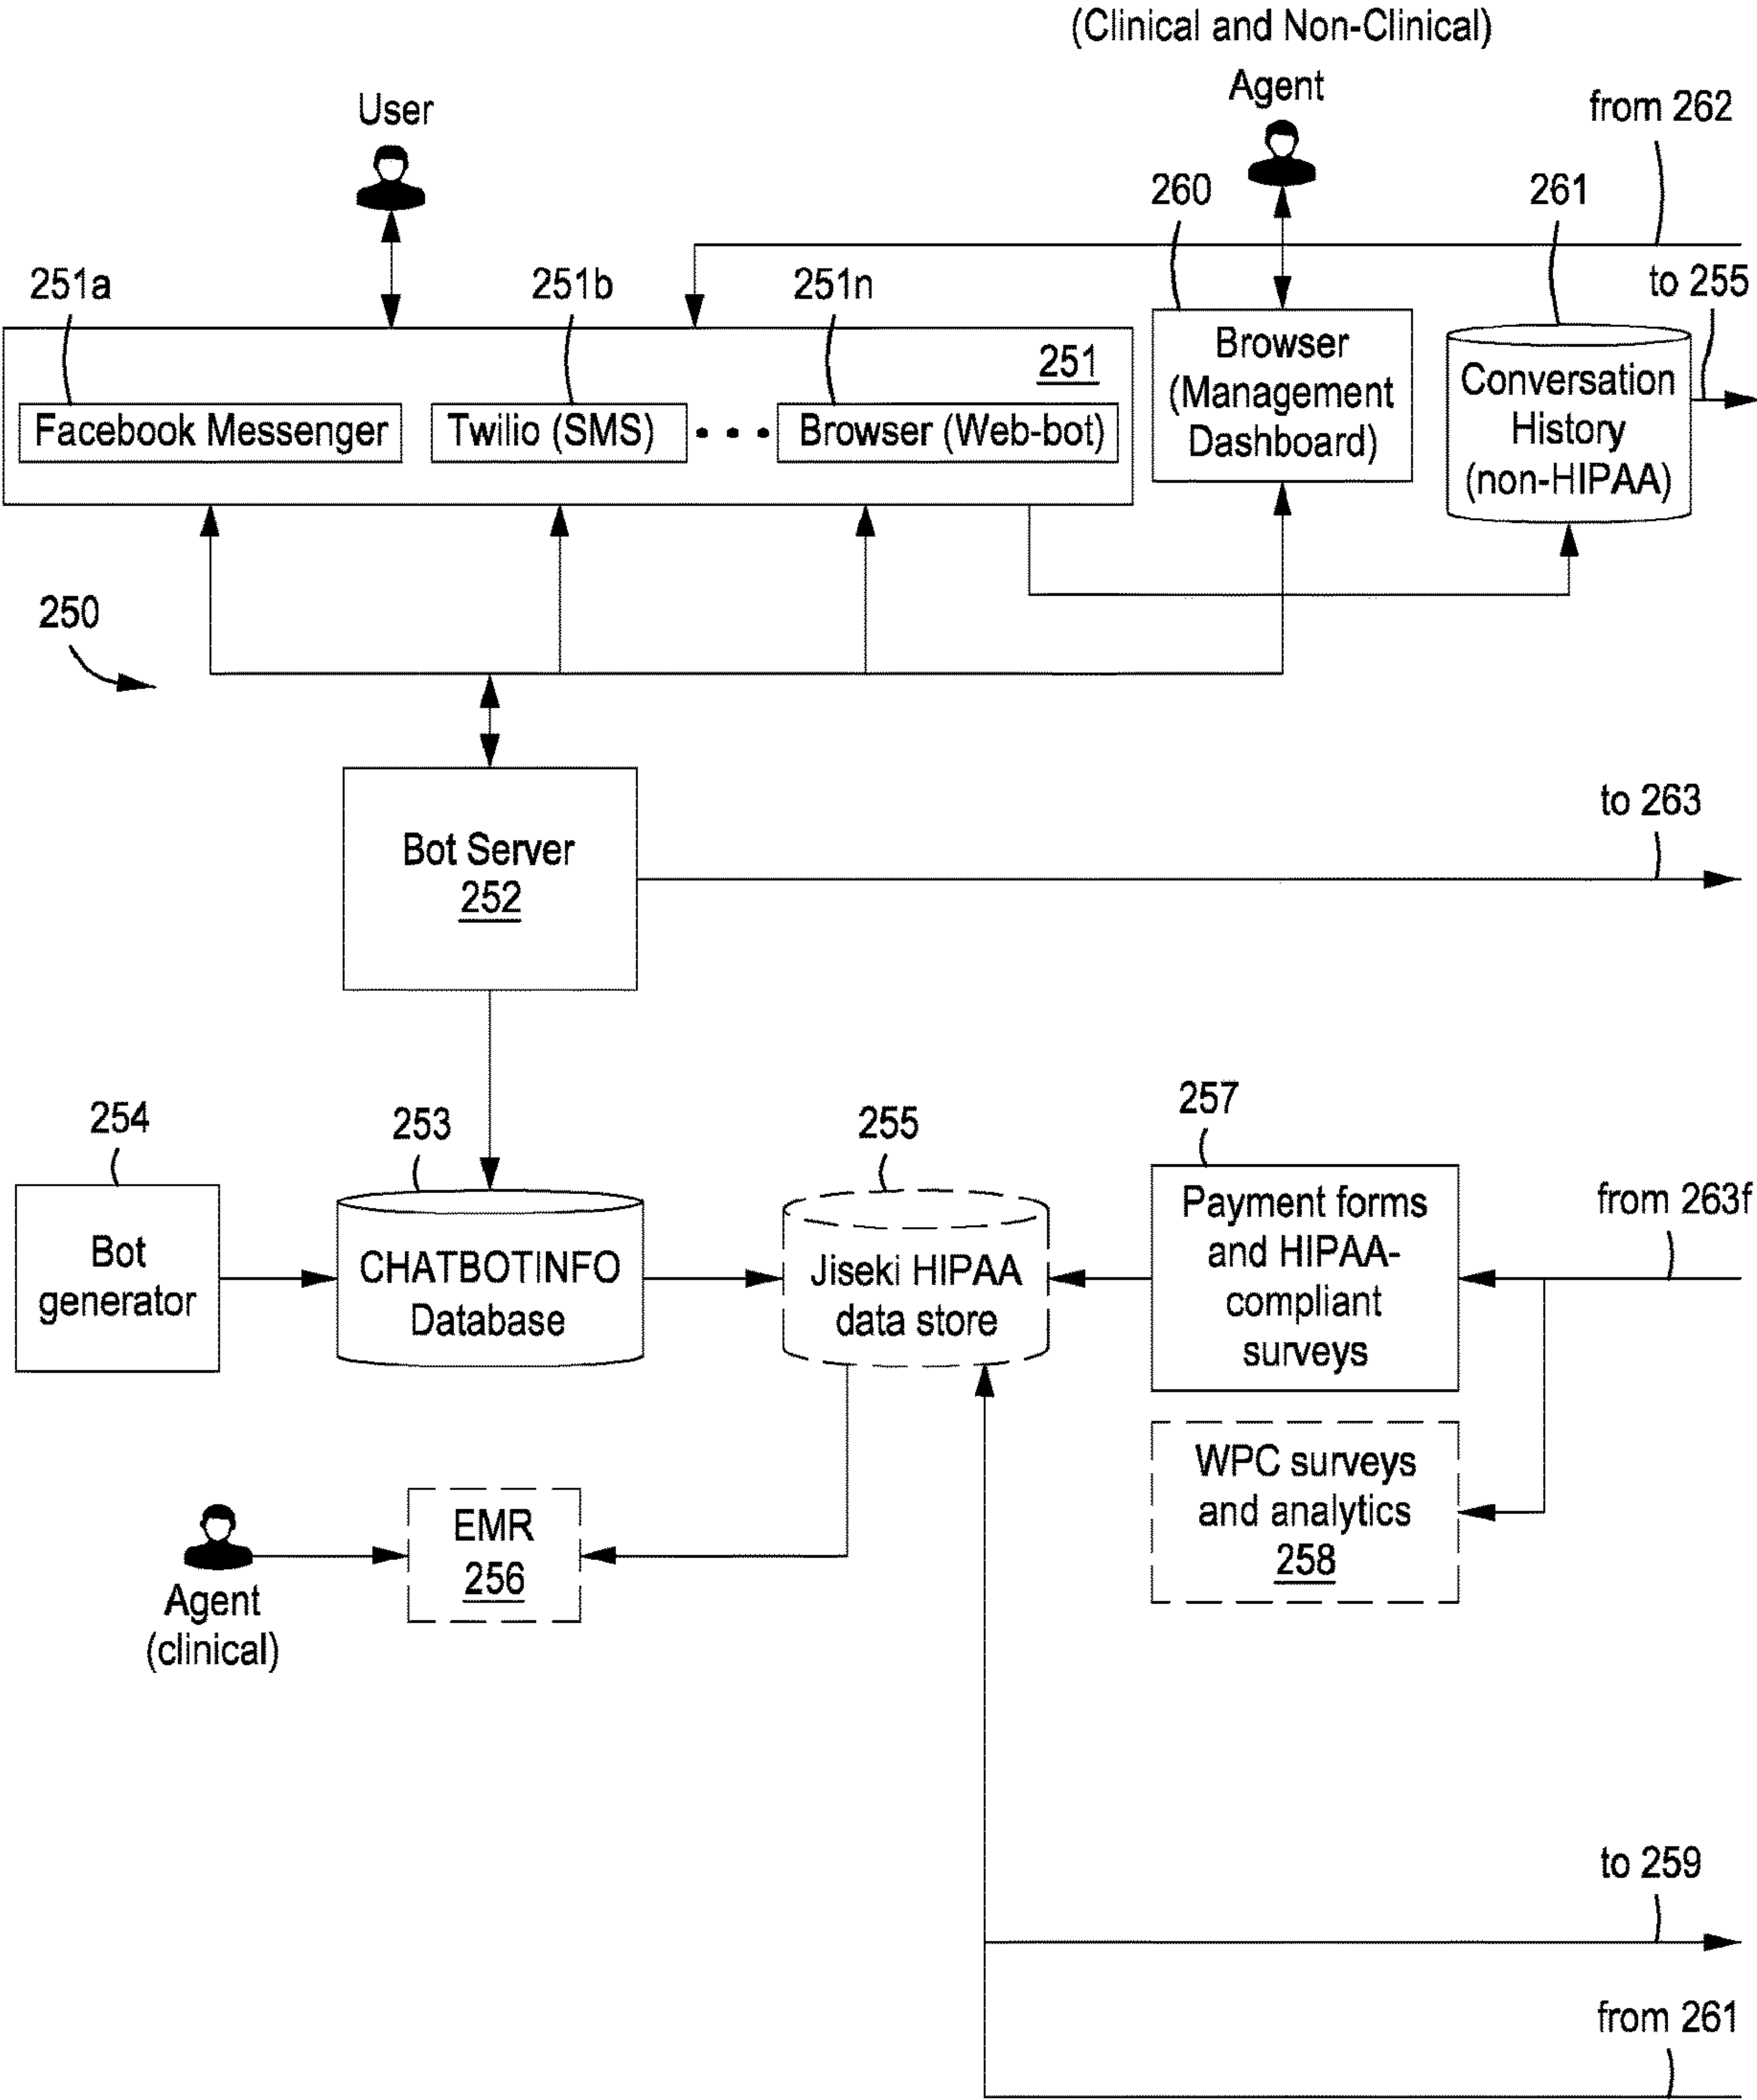 (Clinical and Non-Clinical)
Agent
User
from 262
260
261
to 255
251a
251b
251n
251
Facebook Messenger
Twilio (SMS)
Browser (Web-bot)
Browser
(Management
Dashboard)
Conversation
History
(non-HIPAA)
250
Bot Server
252
to 263
254
253
255
257
Bot
generator
CHATBOTINFO
Database
Jiseki HIPAA
data store
Payment forms
and HIPAA-
compliant
surveys
from 263f
WPC surveys
and analytics
258
EMR
256
Agent
(clinical)
to 259
from 261